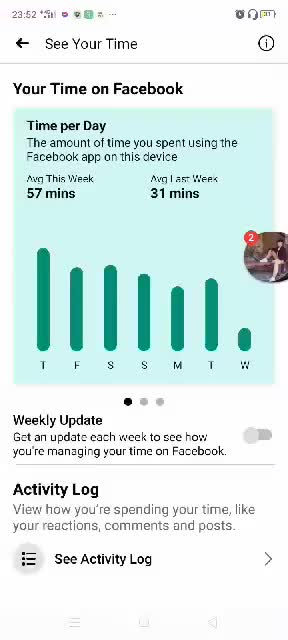 23:52
See Your Time
Your Time on Facebook
Time per Day
The amount of time you spent using the
Facebook app on this device
Avg This Week Avg Last Week
57 mins 31 mins
2
T F S S M T W
Weekly Update
Get an update each week to see how
you're managing your time on Facebook.
Activity Log
View how you're spending your time, like
your reactions, comments and posts.
See Activity Log